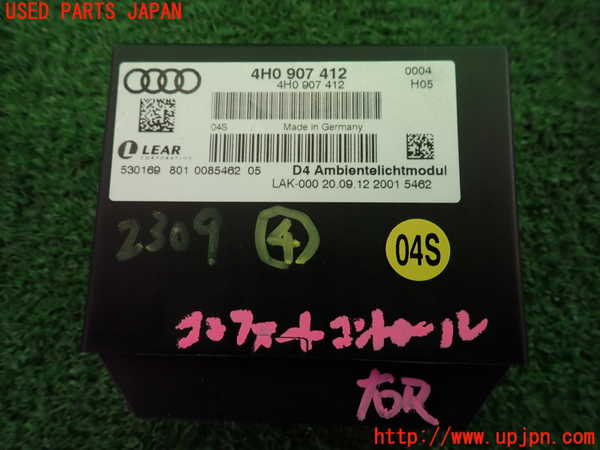 USED PARTS JAPAN
4H0 907 412
4H0 907 412
0004
H05
04S
Made in Germany
LEAR
CORPORATION
530169 801 0085462 05
D4 Ambientelichtmodul
LAK-000 20.09.12 2001 5462
2309 4
04S
コンフォートコントロール
右R
http://www.upjpn.com/